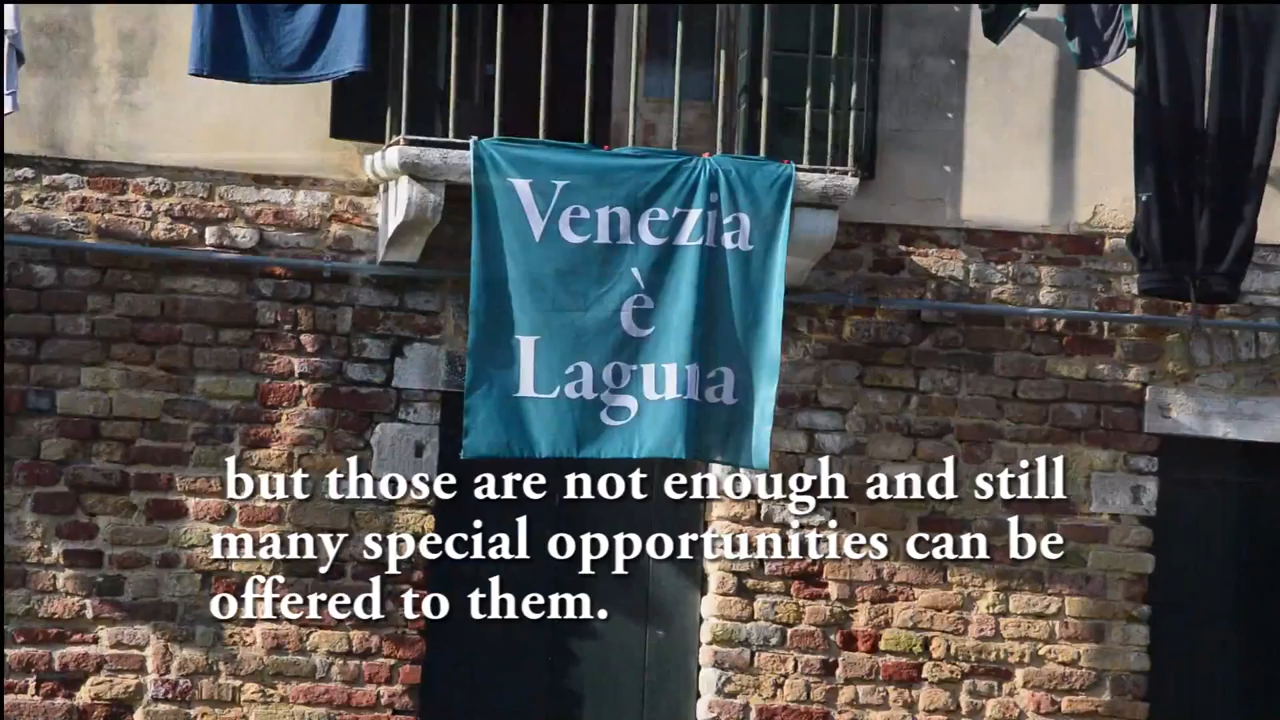 Venezia
è
Laguna
but those are not enough and still
many special opportunities can be
offered to them.